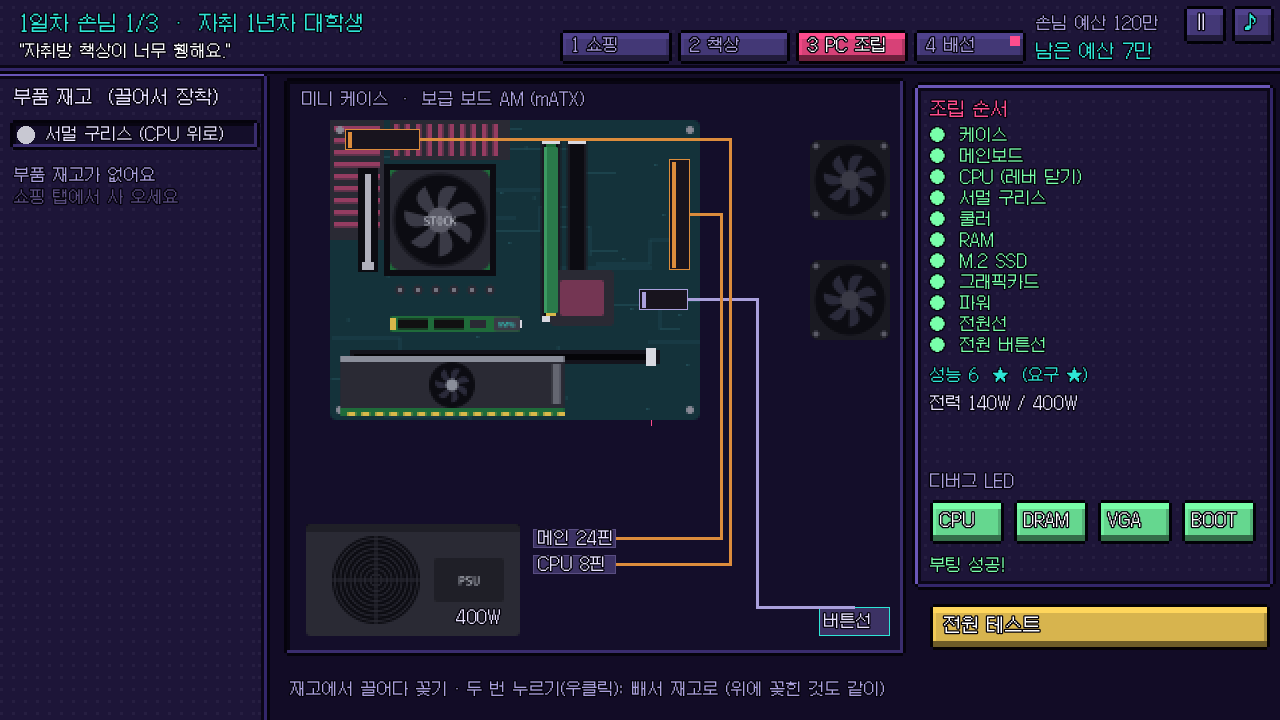 1일차 손님 1/3 · 자취 1년차 대학생
"자취방 책상이 너무 휑해요."
1 쇼핑
2 책상
3 PC 조립
4 배선
손님 예산 120만
남은 예산 7만
부품 재고 (끌어서 장착)
서멀 구리스 (CPU 위로)
부품 재고가 없어요
쇼핑 탭에서 사 오세요
미니 케이스 · 보급 보드 AM (mATX)
STOCK
메인 24핀
CPU 8핀
PSU
400W
버튼선
조립 순서
케이스
메인보드
CPU (레버 닫기)
서멀 구리스
쿨러
RAM
M.2 SSD
그래픽카드
파워
전원선
전원 버튼선
성능 6 ★ (요구 ★)
전력 140W / 400W
디버그 LED
CPU
DRAM
VGA
BOOT
부팅 성공!
전원 테스트
재고에서 끌어다 꽂기 · 두 번 누르기(우클릭): 빼서 재고로 (위에 꽂힌 것도 같이)